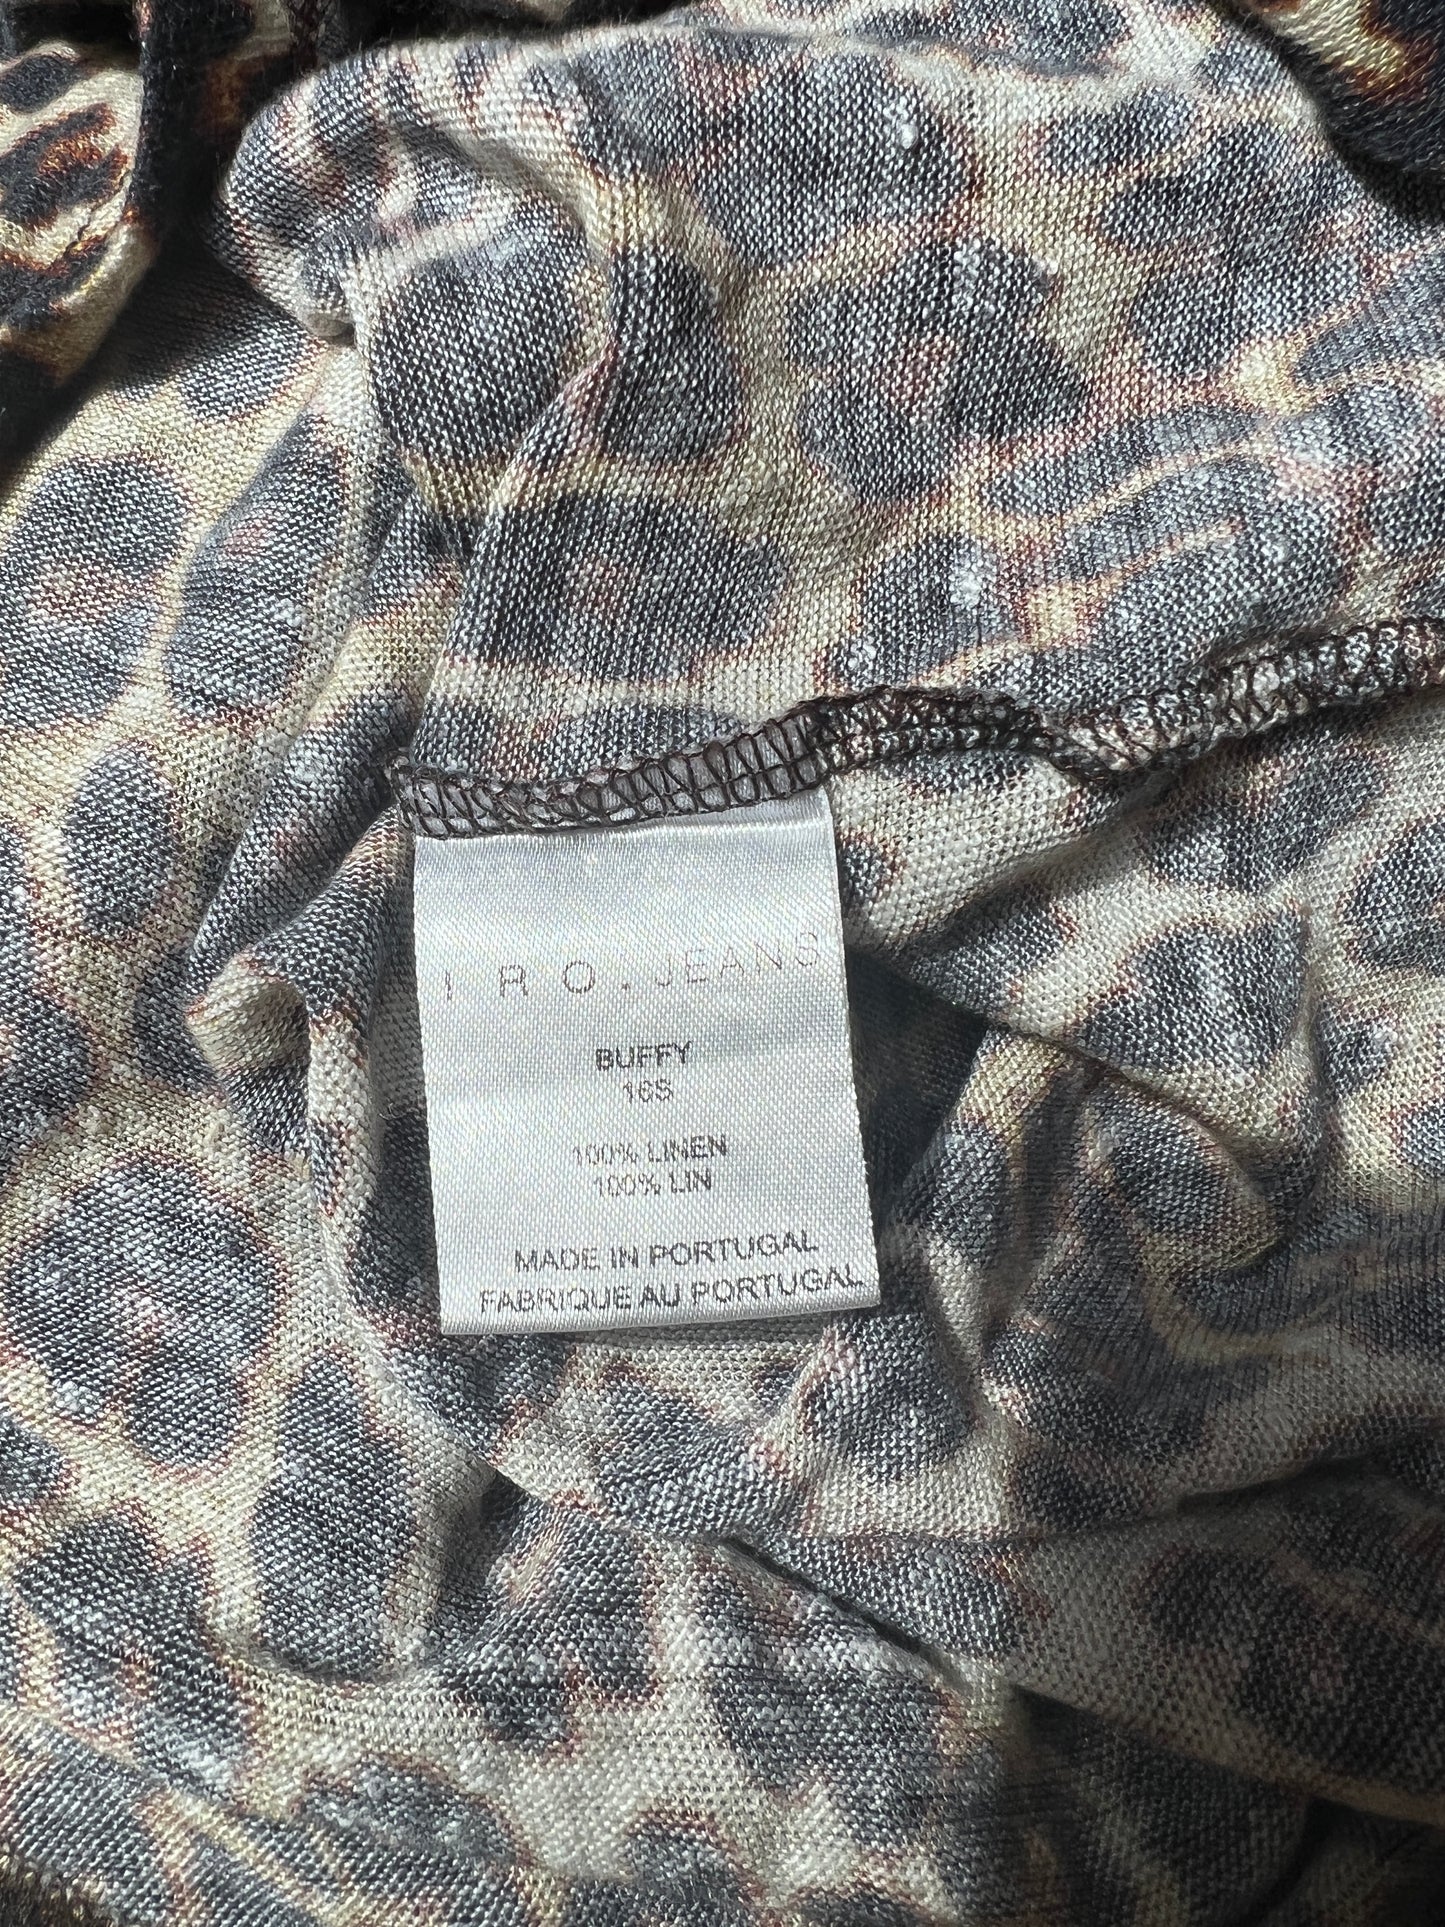 I R O . JEANS
BUFFY
16S
100% LINEN
100% LIN
MADE IN PORTUGAL
FABRIQUE AU PORTUGAL